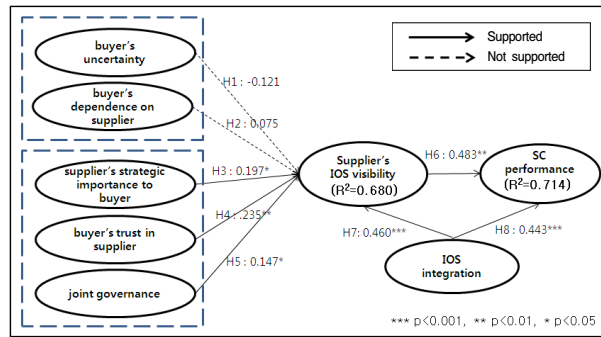 buyer's
uncertainty
buyer's
dependence on
supplier
supplier's strategic
importance to
buyer
buyer's trust in
supplier
joint governance
H1 : -0.121
H2 : 0.075
H3 : 0.197*
H4 : .235**
H5 : 0.147*
Supplier's
IOS visibility
(R²=0.680)
H6 : 0.483**
SC
performance
(R²=0.714)
H7: 0.460***
H8 : 0.443***
IOS
integration
Supported
Not supported
*** p<0.001, ** p<0.01, * p<0.05